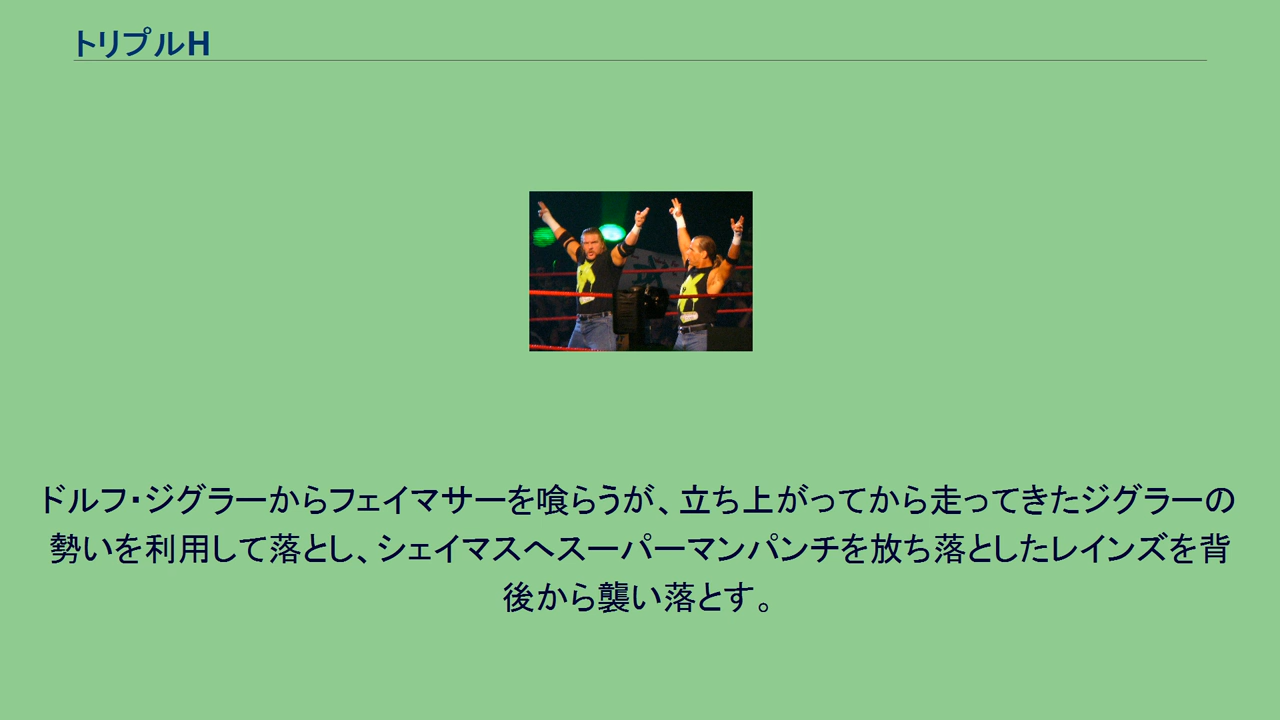 トリプルH
ドルフ・ジグラーからフェイマサーを喰らうが、立ち上がってから走ってきたジグラーの
勢いを利用して落とし、シェイマスへスーパーマンパンチを放ち落としたレインズを背
後から襲い落とす。